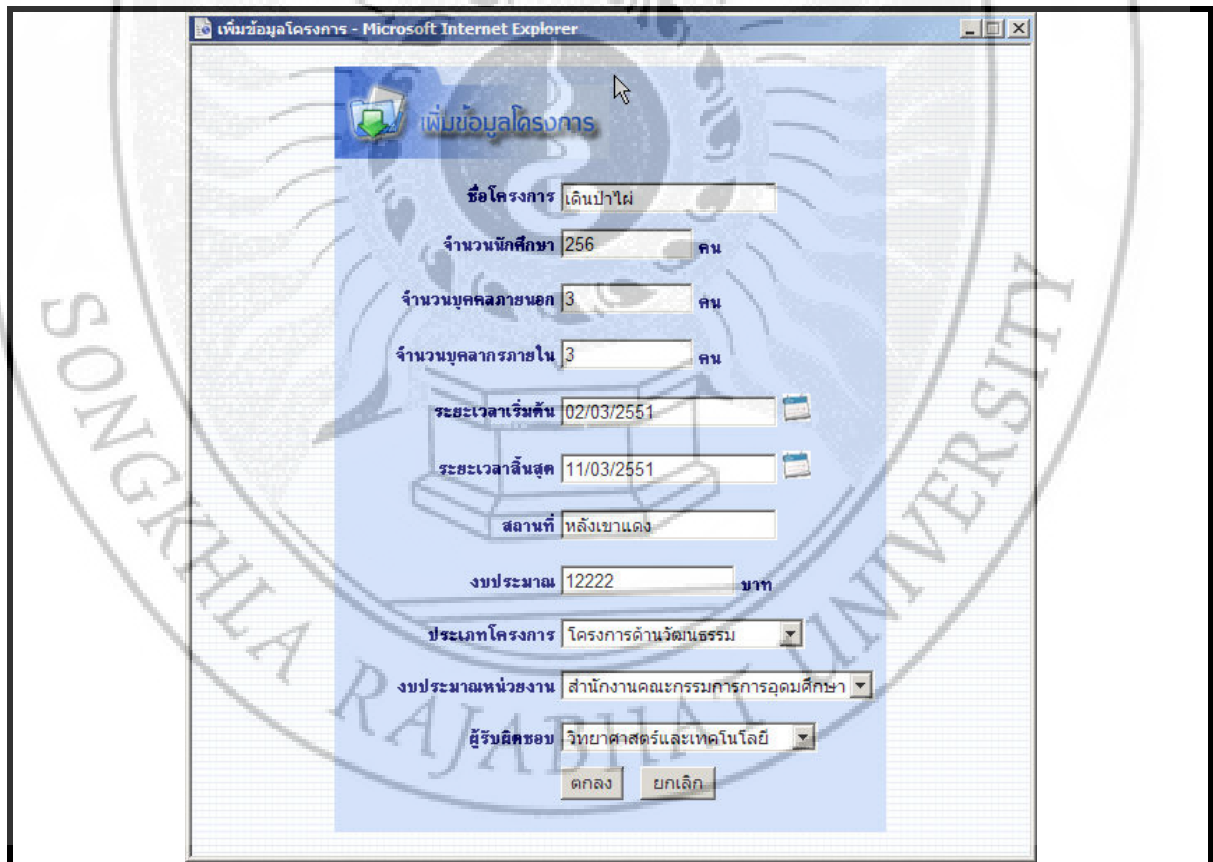 เพิ่มข้อมูลโครงการ - Microsoft Internet Explorer
เพิ่มข้อมูลโครงการ
ชื่อโครงการ เดินป่าไผ่
จำนวนนักศึกษา 256 คน
จำนวนบุคคลภายนอก 3 คน
จำนวนบุคลากรภายใน 3 คน
ระยะเวลาเริ่มต้น 02/03/2551
ระยะเวลาสิ้นสุด 11/03/2551
สถานที่ หลังเขาแดง
งบประมาณ 12222 บาท
ประเภทโครงการ โครงการด้านวัฒนธรรม
งบประมาณหน่วยงาน สำนักงานคณะกรรมการการอุดมศึกษา
ผู้รับผิดชอบ วิทยาศาสตร์และเทคโนโลยี
ตกลง ยกเลิก
SONGKHLA RAJABHAT UNIVERSITY